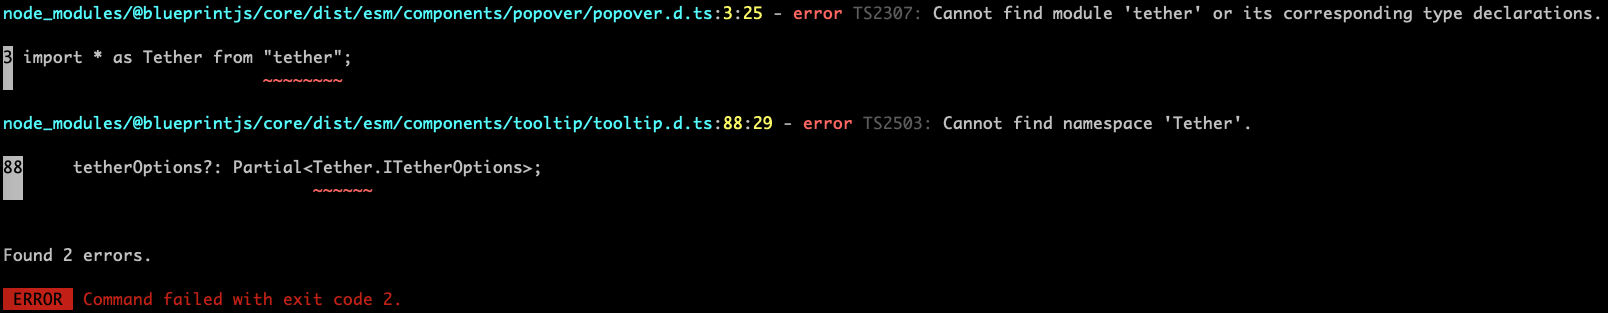 node_modules/@blueprintjs/core/dist/esm/components/popover/popover.d.ts:3:25 - error TS2307: Cannot find module 'tether' or its corresponding type declarations.
3 import * as Tether from "tether";
~~~~~~~~
node_modules/@blueprintjs/core/dist/esm/components/tooltip/tooltip.d.ts:88:29 - error TS2503: Cannot find namespace 'Tether'.
88     tetherOptions?: Partial<Tether.ITetherOptions>;
~~~~~~
Found 2 errors.
ERROR  Command failed with exit code 2.